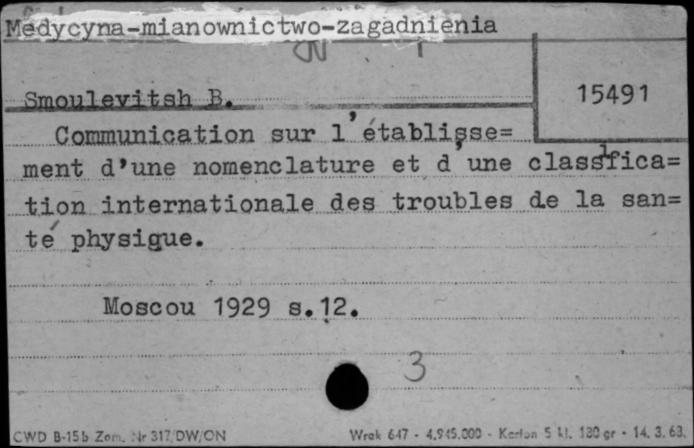 Medycyna-mianownictwo-zagadnienia
Smoulevitsh B.
15491
Communication sur l'établisse=
ment d'une nomenclature et d'une classifica=
tion internationale des troubles de la san=
té physique.
Moscou 1929 s.12.
3
CWD B-15b Zam. Nr 317/DW/ON
Wrak 647 - 4.945.000 - Karton 5 kl. 180 gr - 14.3.63